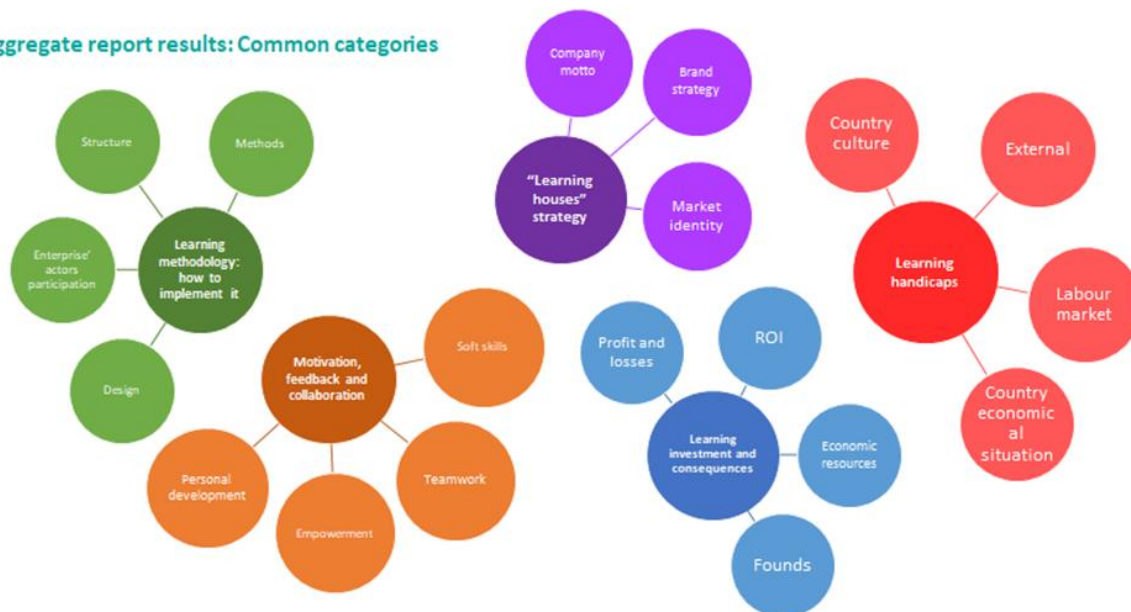 ggregate report results: Common categories
Structure
Methods
Enterprise'
actors
participation
Design
Learning
methodology:
how to
implement it
Company
motto
Brand
strategy
Market
identity
"Learning
houses"
strategy
Country
culture
External
Labour
market
Country
economic
al
situation
Learning
handicaps
Motivation,
feedback and
collaboration
Soft skills
Teamwork
Empowerment
Personal
development
Profit and
losses
ROI
Economic
resources
Founds
Learning
investment and
consequences